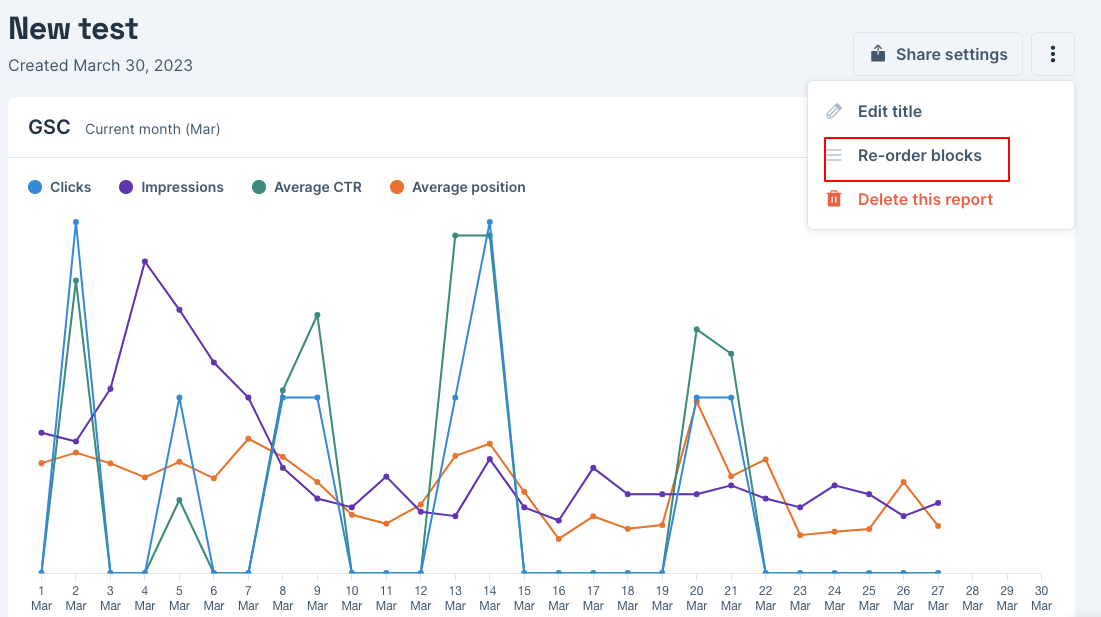 New test
Created March 30, 2023
Share settings
Edit title
Re-order blocks
Delete this report
GSC Current month (Mar)
Clicks Impressions Average CTR Average position
1 2 3 4 5 6 7 8 9 10 11 12 13 14 15 16 17 18 19 20 21 22 23 24 25 26 27 28 29 30
Mar Mar Mar Mar Mar Mar Mar Mar Mar Mar Mar Mar Mar Mar Mar Mar Mar Mar Mar Mar Mar Mar Mar Mar Mar Mar Mar Mar Mar Mar